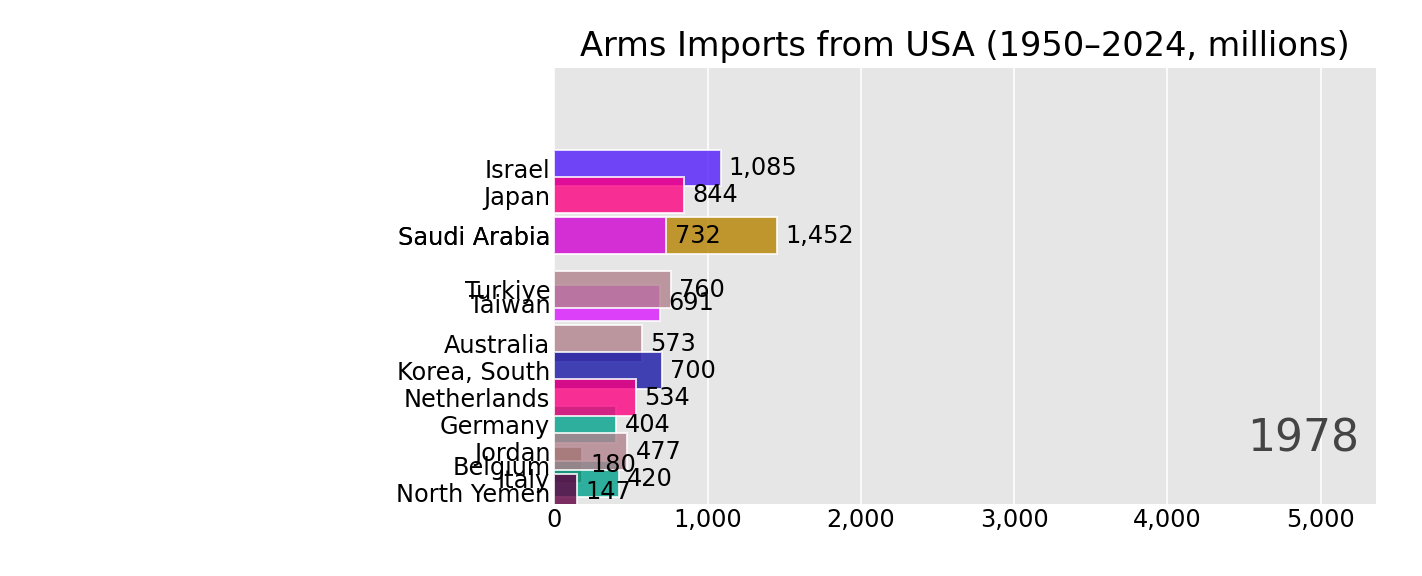 Arms Imports from USA (1950–2024, millions)
Israel 1,085
Japan 844
Saudi Arabia 732 1,452
Turkiye 760
Taiwan 691
Australia 573
Korea, South 700
Netherlands 534
Germany 404
Jordan 477
Belgium 180
Italy 420
North Yemen 147
1978
0 1,000 2,000 3,000 4,000 5,000